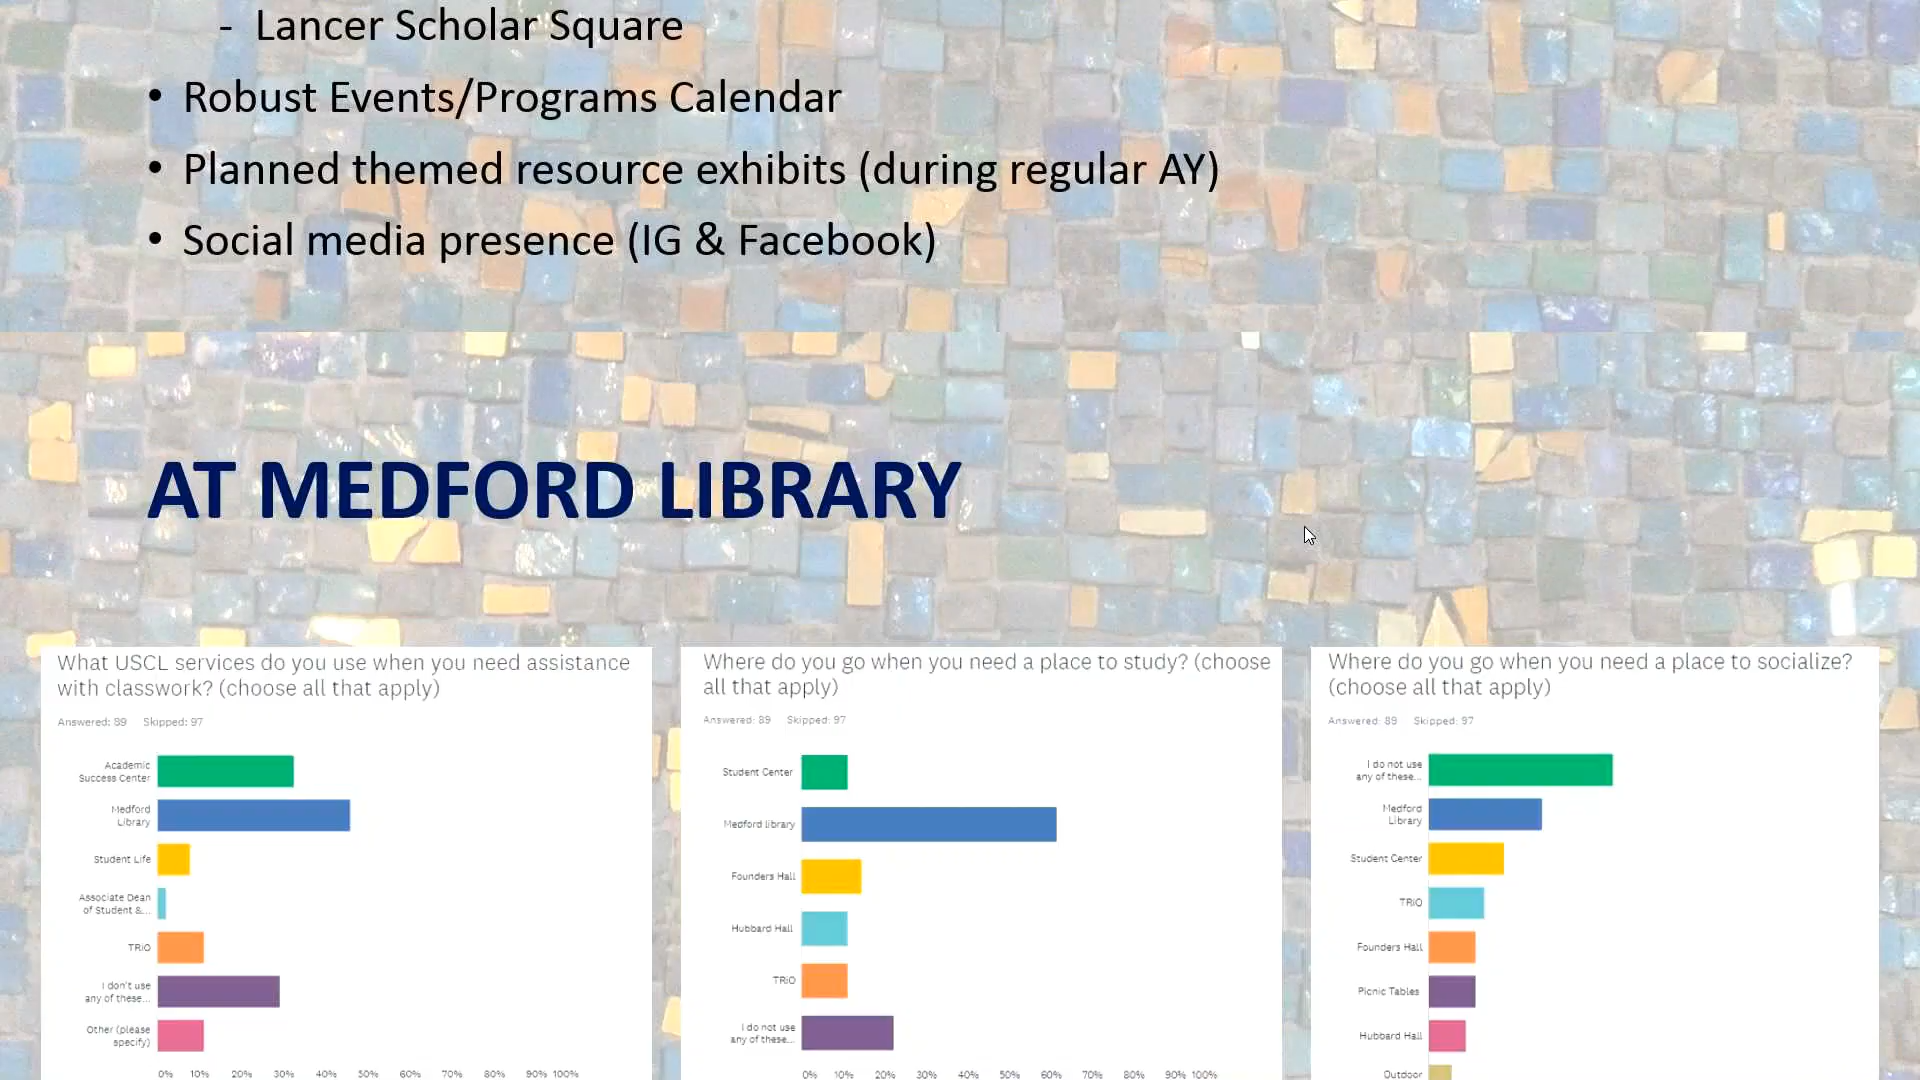 - Lancer Scholar Square
• Robust Events/Programs Calendar
• Planned themed resource exhibits (during regular AY)
• Social media presence (IG & Facebook)
AT MEDFORD LIBRARY
What USCL services do you use when you need assistance
with classwork? (choose all that apply)
Answered: 89 Skipped: 97
Academic
Success Center
Medford
Library
Student Life
Associate Dean
of Student &...
TRiO
I don't use
any of these...
Other (please
specify)
0% 10% 20% 30% 40% 50% 60% 70% 80% 90% 100%
Where do you go when you need a place to study? (choose
all that apply)
Answered: 89 Skipped: 97
Student Center
Medford library
Founders Hall
Hubbard Hall
TRiO
I do not use
any of these...
0% 10% 20% 30% 40% 50% 60% 70% 80% 90% 100%
Where do you go when you need a place to socialize?
(choose all that apply)
Answered: 89 Skipped: 97
I do not use
any of these...
Medford
Library
Student Center
TRiO
Founders Hall
Picnic Tables
Hubbard Hall
Outdoor